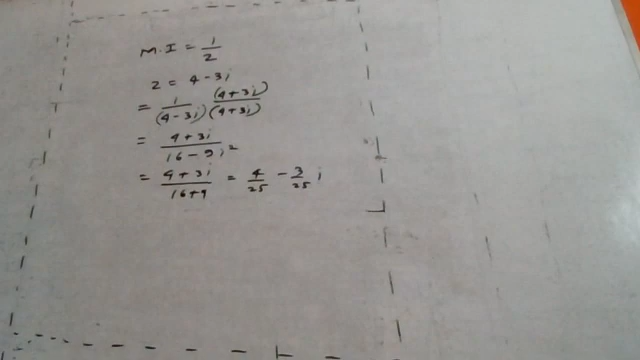 M.I = 1/2
2 = 4 - 3i
= 1/(4-3i) (4+3i)/(4+3i)
= 4+3i/16-9i²
= 4+3i/16+9 = 4/25 - 3/25 i